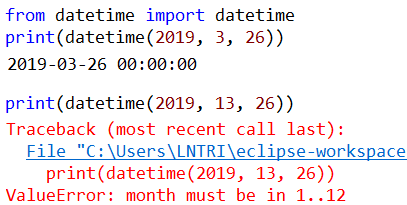 from datetime import datetime
print(datetime(2019, 3, 26))
2019-03-26 00:00:00
print(datetime(2019, 13, 26))
Traceback (most recent call last):
File "C:\Users\LNTRI\eclipse-workspace
print(datetime(2019, 13, 26))
ValueError: month must be in 1..12